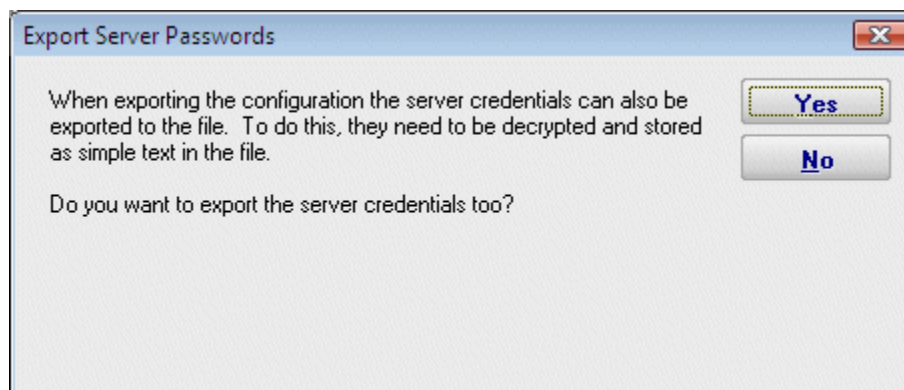 Export Server Passwords
When exporting the configuration the server credentials can also be
exported to the file.  To do this, they need to be decrypted and stored
as simple text in the file.
Do you want to export the server credentials too?
Yes
No